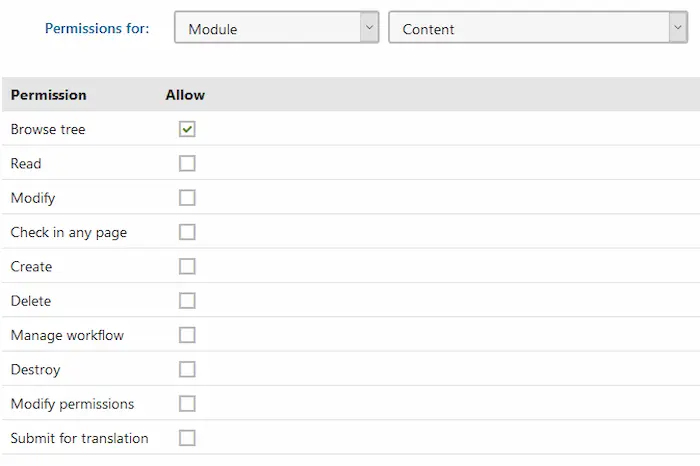 Permissions for: Module Content
Permission Allow
Browse tree
Read
Modify
Check in any page
Create
Delete
Manage workflow
Destroy
Modify permissions
Submit for translation